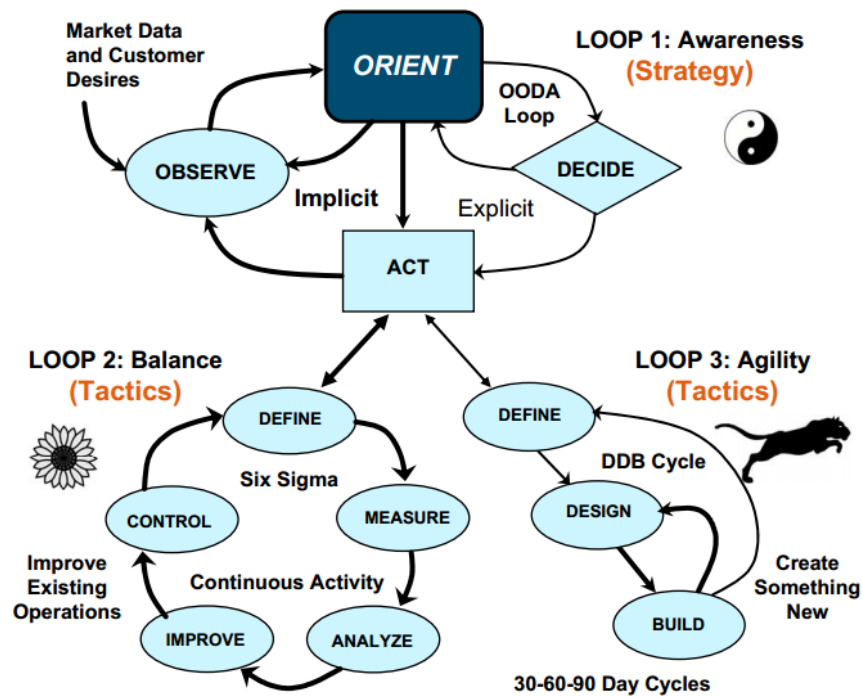 Market Data
and Customer
Desires
ORIENT
LOOP 1: Awareness
(Strategy)
OODA
Loop
OBSERVE
DECIDE
Implicit
Explicit
ACT
LOOP 2: Balance
(Tactics)
LOOP 3: Agility
(Tactics)
DEFINE
Six Sigma
CONTROL
MEASURE
Improve
Existing
Operations
Continuous Activity
IMPROVE
ANALYZE
DEFINE
DDB Cycle
DESIGN
Create
Something
New
BUILD
30-60-90 Day Cycles